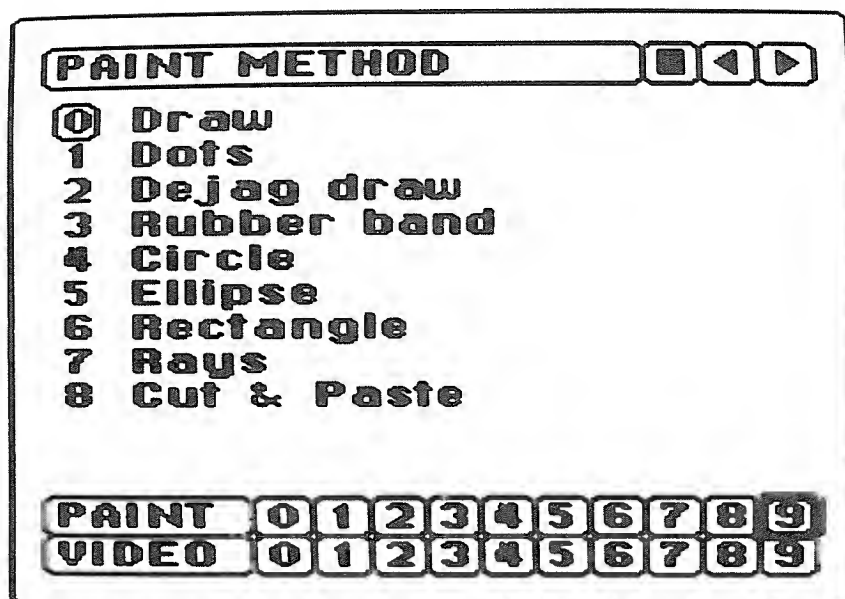 PAINT METHOD
0 Draw
1 Dots
2 Dejag draw
3 Rubber band
4 Circle
5 Ellipse
6 Rectangle
7 Rays
8 Cut & Paste
PAINT 0 1 2 3 4 5 6 7 8 9
VIDEO 0 1 2 3 4 5 6 7 8 9